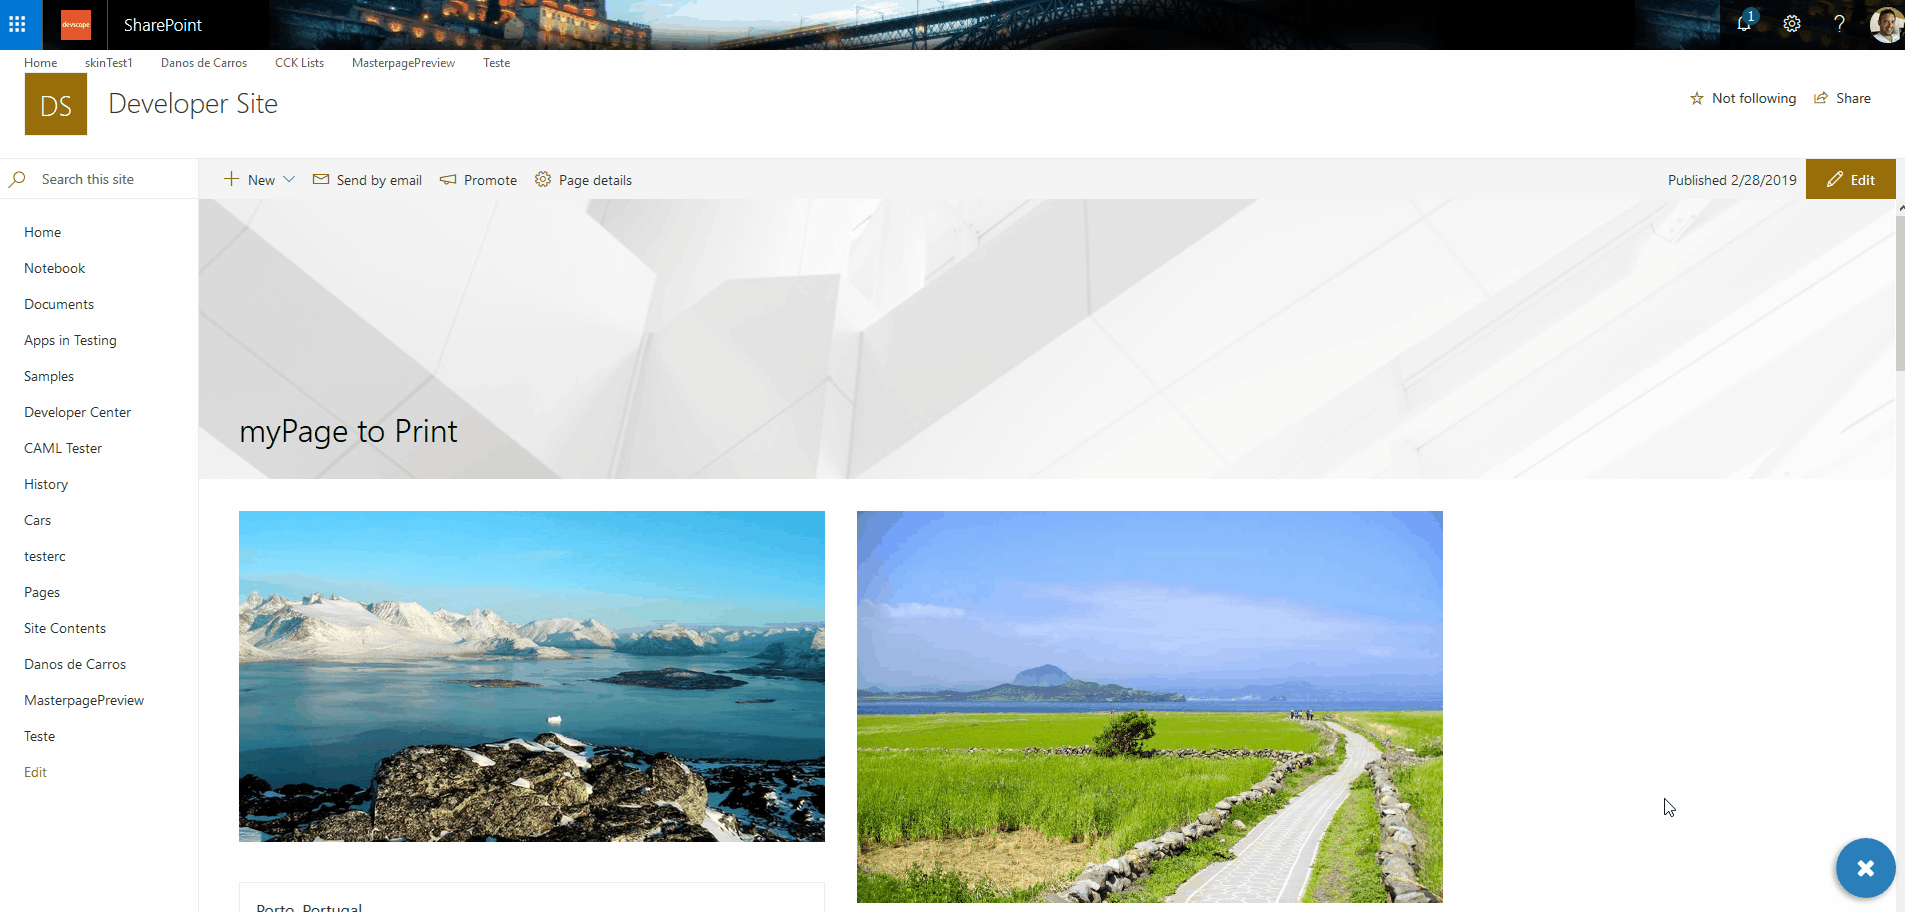 devscope
SharePoint
1
?
Home skinTest1 Danos de Carros CCK Lists MasterpagePreview Teste
DS
Developer Site
Not following
Share
Search this site
New
Send by email
Promote
Page details
Published 2/28/2019
Edit
Home
Notebook
Documents
Apps in Testing
Samples
Developer Center
CAML Tester
History
Cars
testerc
Pages
Site Contents
Danos de Carros
MasterpagePreview
Teste
Edit
myPage to Print
Porto, Portugal